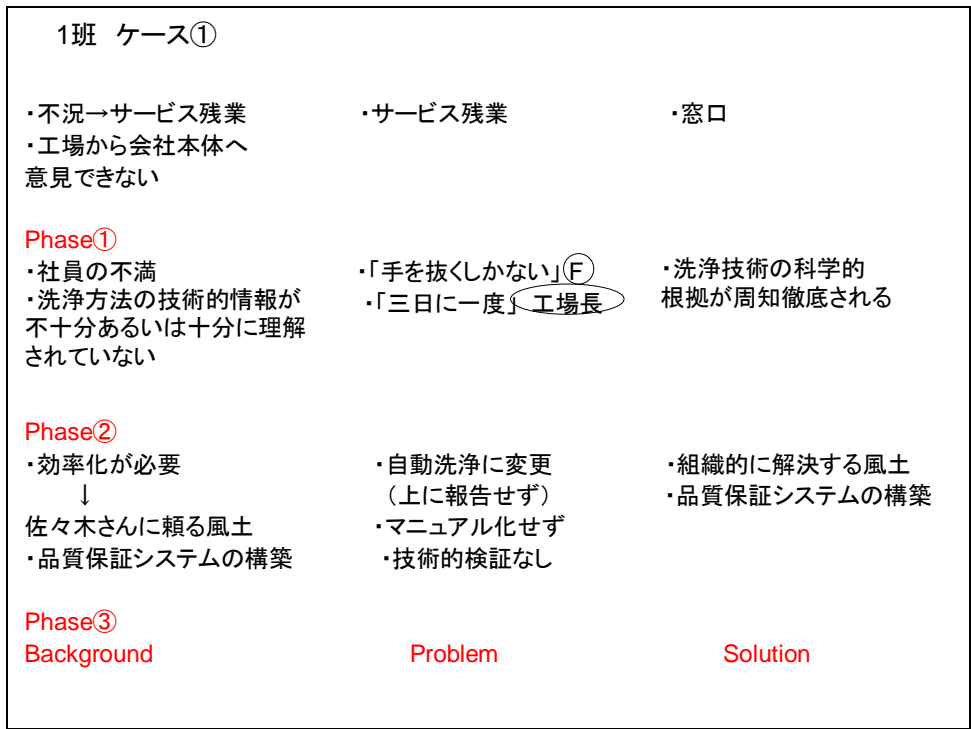 1班 ケース①
・不況→サービス残業
・工場から会社本体へ
意見できない
・サービス残業
・窓口
Phase①
・社員の不満
・洗浄方法の技術的情報が
不十分あるいは十分に理解
されていない
・「手を抜くしかない」Ⓕ
・「三日に一度」 工場長
・洗浄技術の科学的
根拠が周知徹底される
Phase②
・効率化が必要
↓
佐々木さんに頼る風土
・品質保証システムの構築
・自動洗浄に変更
（上に報告せず）
・マニュアル化せず
・技術的検証なし
・組織的に解決する風土
・品質保証システムの構築
Phase③
Background
Problem
Solution